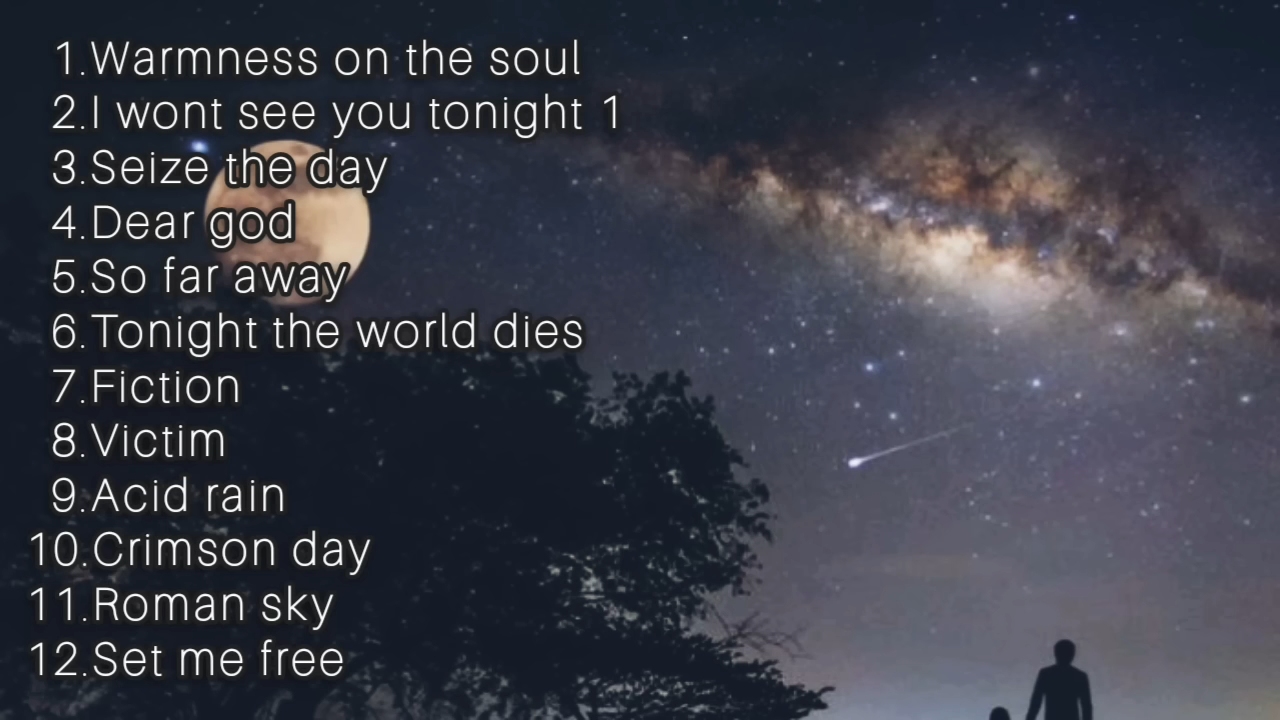 1.Warmness on the soul
2.I wont see you tonight 1
3.Seize the day
4.Dear god
5.So far away
6.Tonight the world dies
7.Fiction
8.Victim
9.Acid rain
10.Crimson day
11.Roman sky
12.Set me free